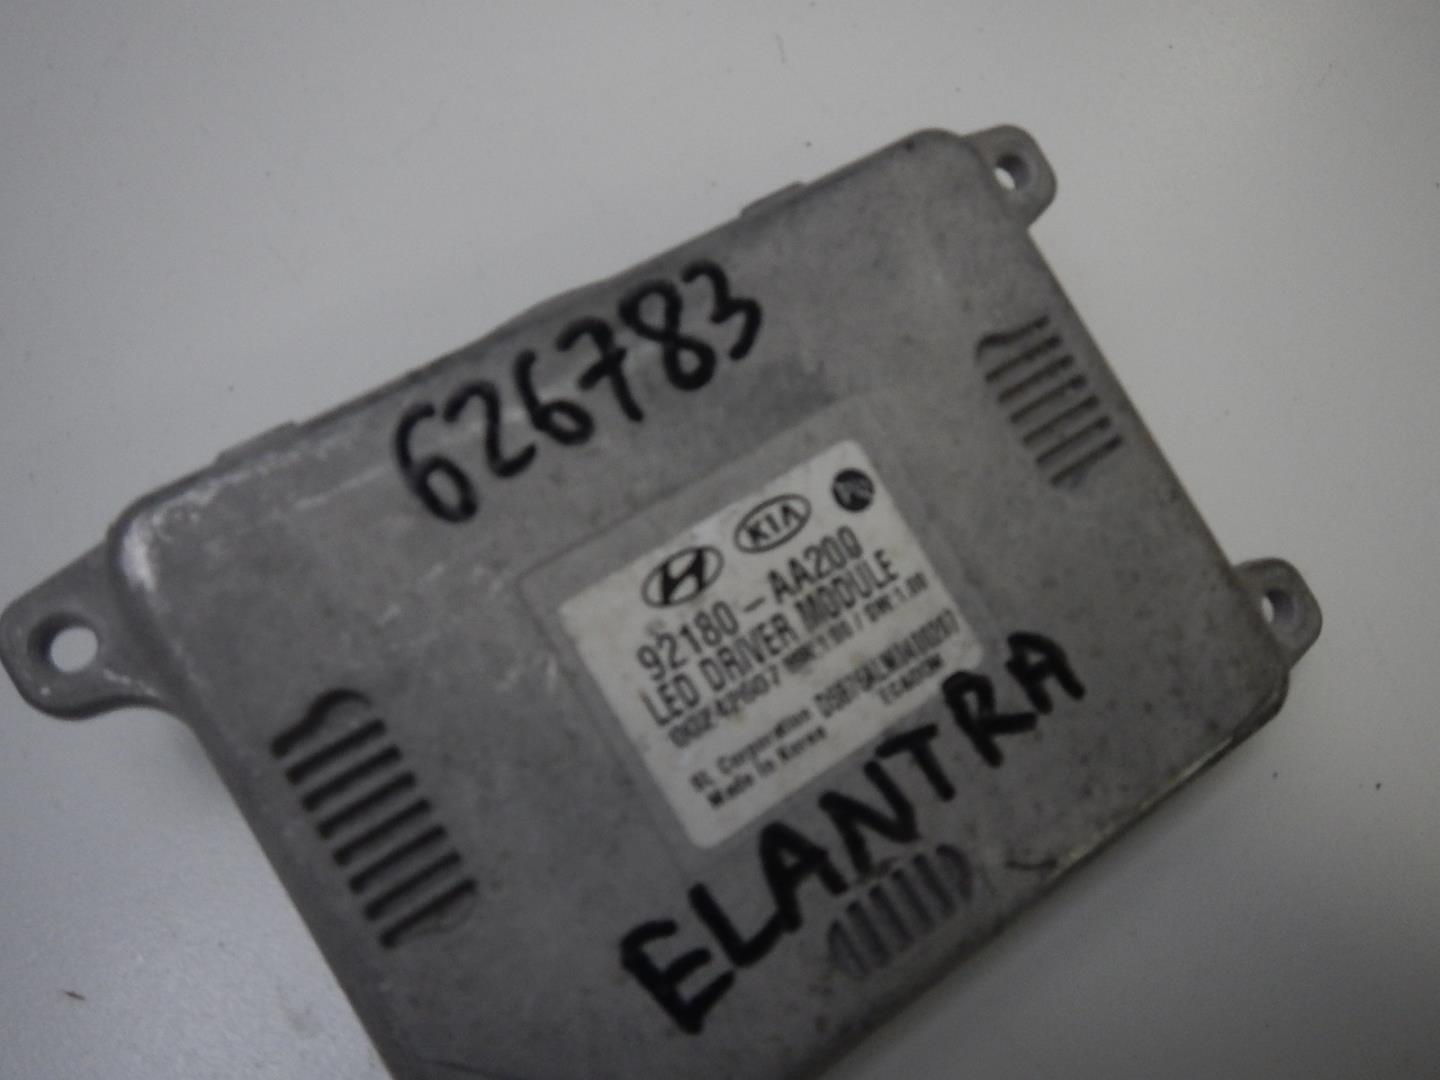 626783
KIA
92180-AA200
LED DRIVER MODULE
SL Corporation
Made in Korea
ELANTRA